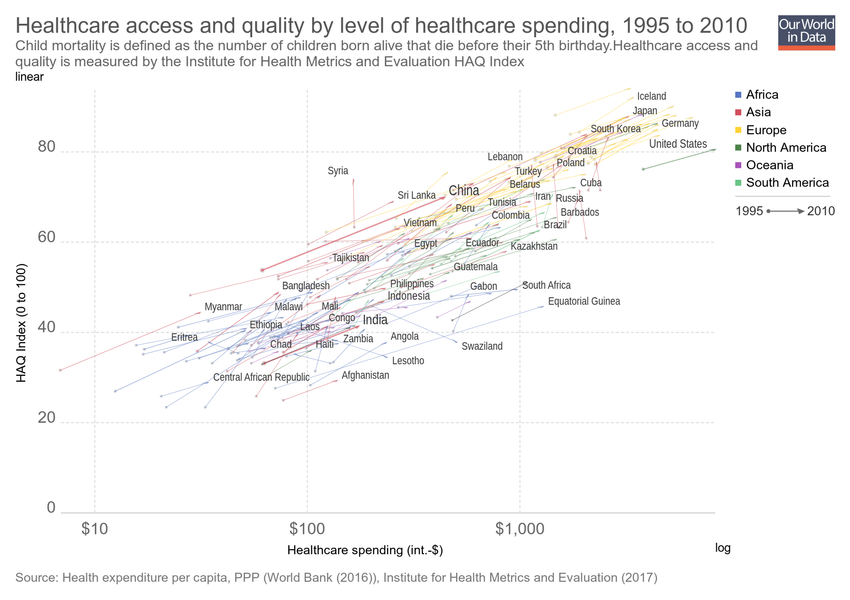 Healthcare access and quality by level of healthcare spending, 1995 to 2010
Our World
in Data
Child mortality is defined as the number of children born alive that die before their 5th birthday.Healthcare access and
quality is measured by the Institute for Health Metrics and Evaluation HAQ Index
linear
Africa
Asia
Europe
North America
Oceania
South America
1995
2010
HAQ Index (0 to 100)
80
60
40
20
0
Iceland
Japan
Germany
South Korea
United States
Croatia
Lebanon
Poland
Syria
Turkey
Cuba
Belarus
China
Sri Lanka
Iran
Russia
Tunisia
Peru
Barbados
Colombia
Vietnam
Brazil
Egypt
Ecuador
Kazakhstan
Tajikistan
Guatemala
Bangladesh
Philippines
Gabon
South Africa
Indonesia
Equatorial Guinea
Myanmar
Malawi
Mali
Congo
India
Ethiopia
Laos
Eritrea
Chad
Haiti
Zambia
Angola
Swaziland
Lesotho
Central African Republic
Afghanistan
$10
$100
$1,000
Healthcare spending (int.-$)
log
Source: Health expenditure per capita, PPP (World Bank (2016)), Institute for Health Metrics and Evaluation (2017)